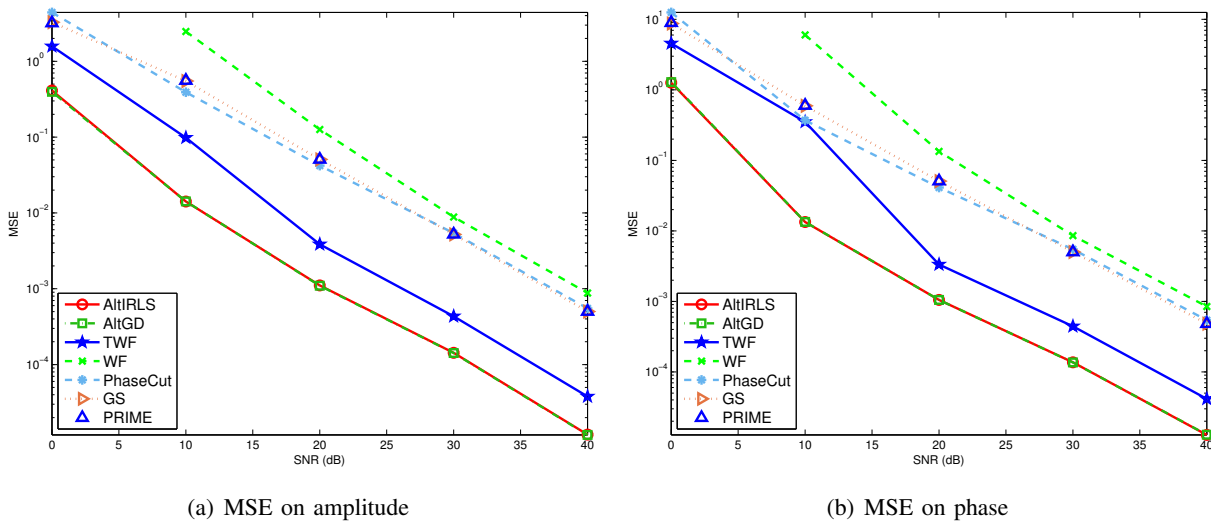 10^0
10^-1
10^-2
10^-3
10^-4
MSE
0 5 10 15 20 25 30 35 40
SNR (dB)
AltIRLS
AltGD
TWF
WF
PhaseCut
GS
PRIME
(a) MSE on amplitude
10^1
10^0
10^-1
10^-2
10^-3
10^-4
MSE
0 5 10 15 20 25 30 35 40
SNR (dB)
AltIRLS
AltGD
TWF
WF
PhaseCut
GS
PRIME
(b) MSE on phase